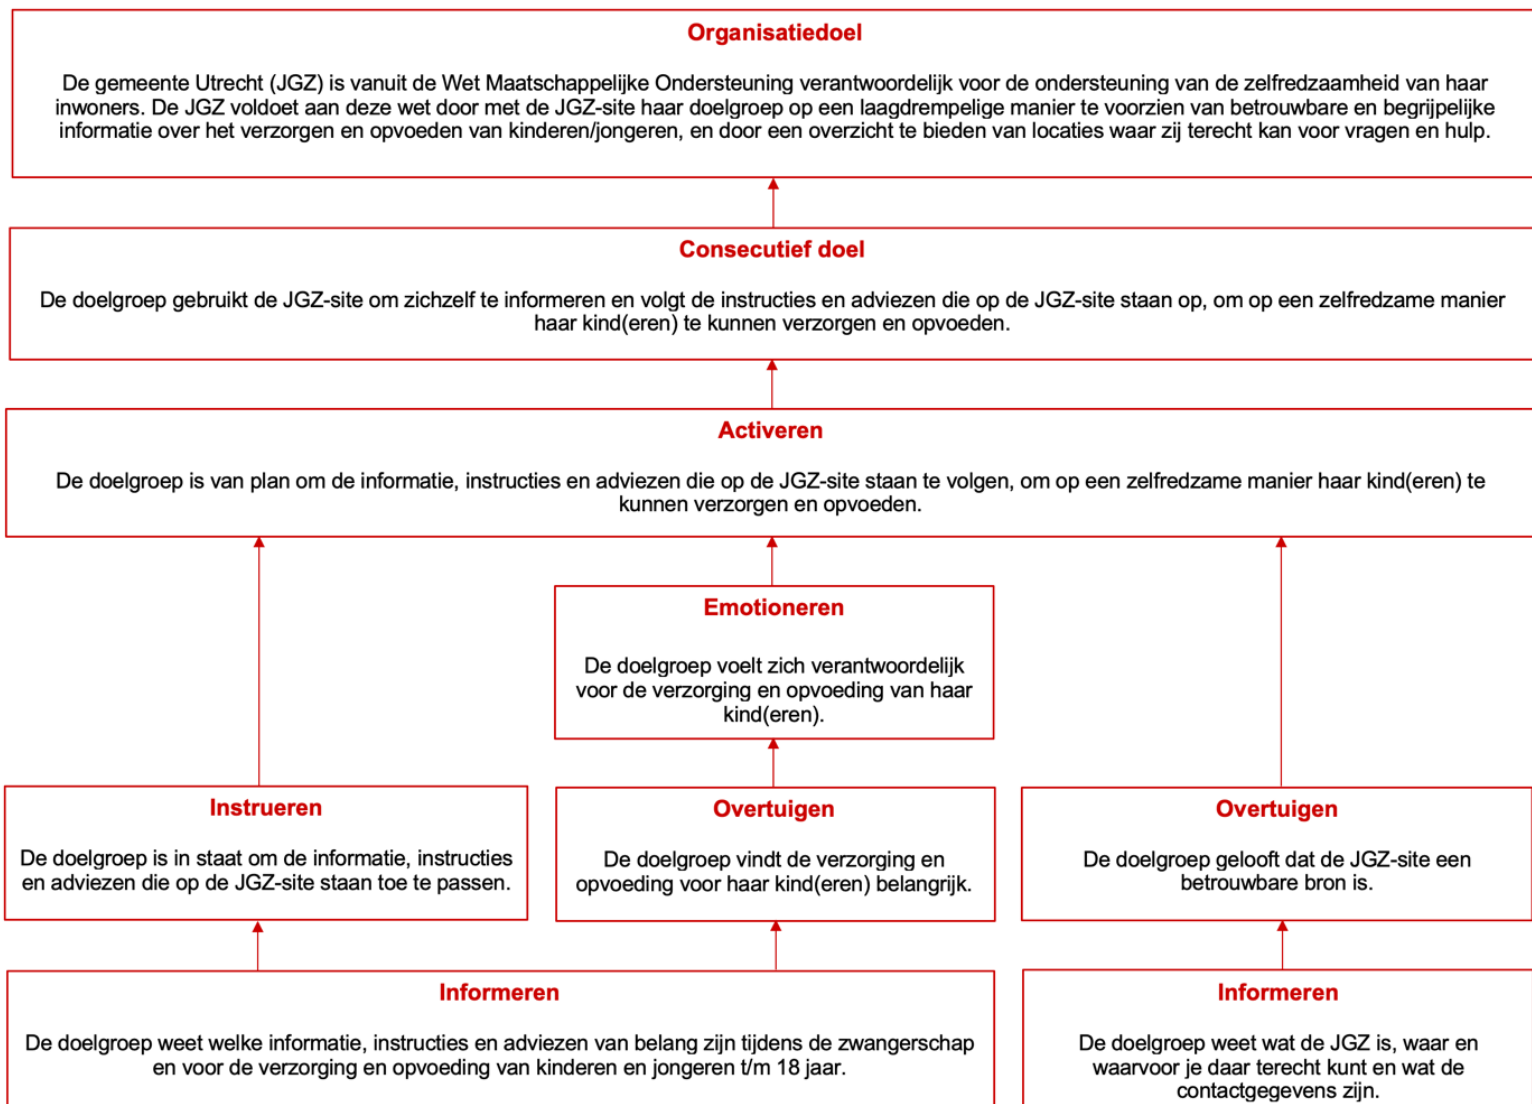 Organisatiedoel
De gemeente Utrecht (JGZ) is vanuit de Wet Maatschappelijke Ondersteuning verantwoordelijk voor de ondersteuning van de zelfredzaamheid van haar
inwoners. De JGZ voldoet aan deze wet door met de JGZ-site haar doelgroep op een laagdrempelige manier te voorzien van betrouwbare en begrijpelijke
informatie over het verzorgen en opvoeden van kinderen/jongeren, en door een overzicht te bieden van locaties waar zij terecht kan voor vragen en hulp.
Consecutief doel
De doelgroep gebruikt de JGZ-site om zichzelf te informeren en volgt de instructies en adviezen die op de JGZ-site staan op, om op een zelfredzame manier
haar kind(eren) te kunnen verzorgen en opvoeden.
Activeren
De doelgroep is van plan om de informatie, instructies en adviezen die op de JGZ-site staan te volgen, om op een zelfredzame manier haar kind(eren) te
kunnen verzorgen en opvoeden.
Emotioneren
De doelgroep voelt zich verantwoordelijk
voor de verzorging en opvoeding van haar
kind(eren).
Instrueren
De doelgroep is in staat om de informatie, instructies
en adviezen die op de JGZ-site staan toe te passen.
Overtuigen
De doelgroep vindt de verzorging en
opvoeding voor haar kind(eren) belangrijk.
Overtuigen
De doelgroep gelooft dat de JGZ-site een
betrouwbare bron is.
Informeren
De doelgroep weet welke informatie, instructies en adviezen van belang zijn tijdens de zwangerschap
en voor de verzorging en opvoeding van kinderen en jongeren t/m 18 jaar.
Informeren
De doelgroep weet wat de JGZ is, waar en
waarvoor je daar terecht kunt en wat de
contactgegevens zijn.